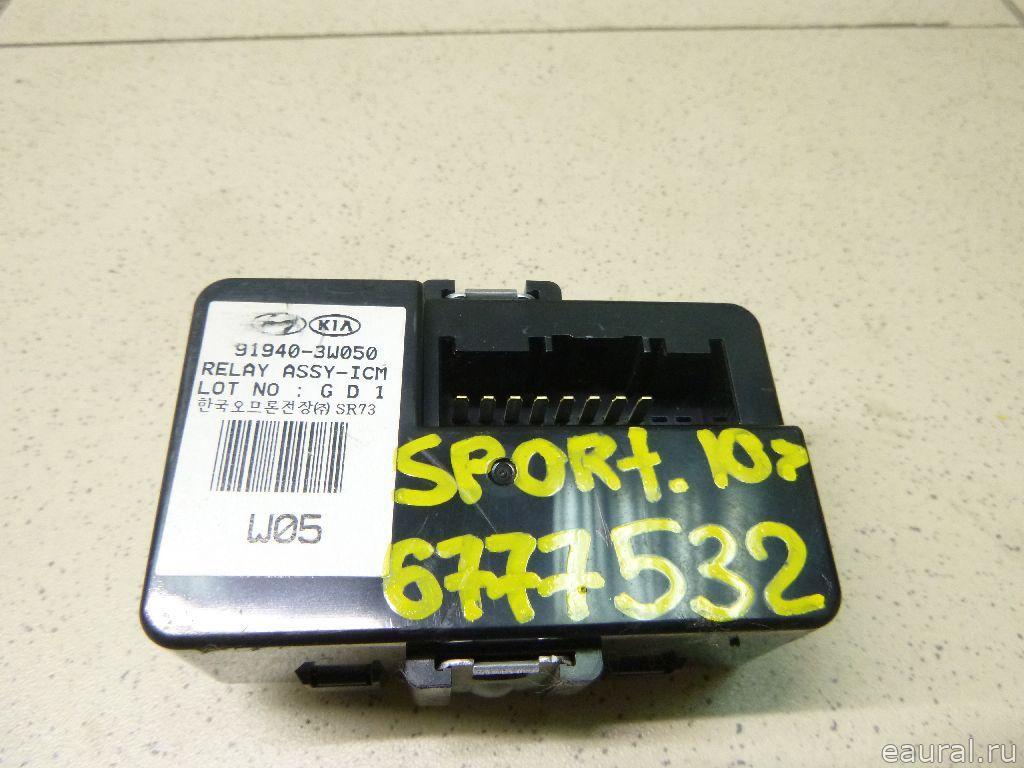 KIA
91940-3W050
RELAY ASSY-ICM
LOT NO : G D 1
한국오므론전장㈜ SR73
W05
SPORt. 10>
6777532
eaural.ru